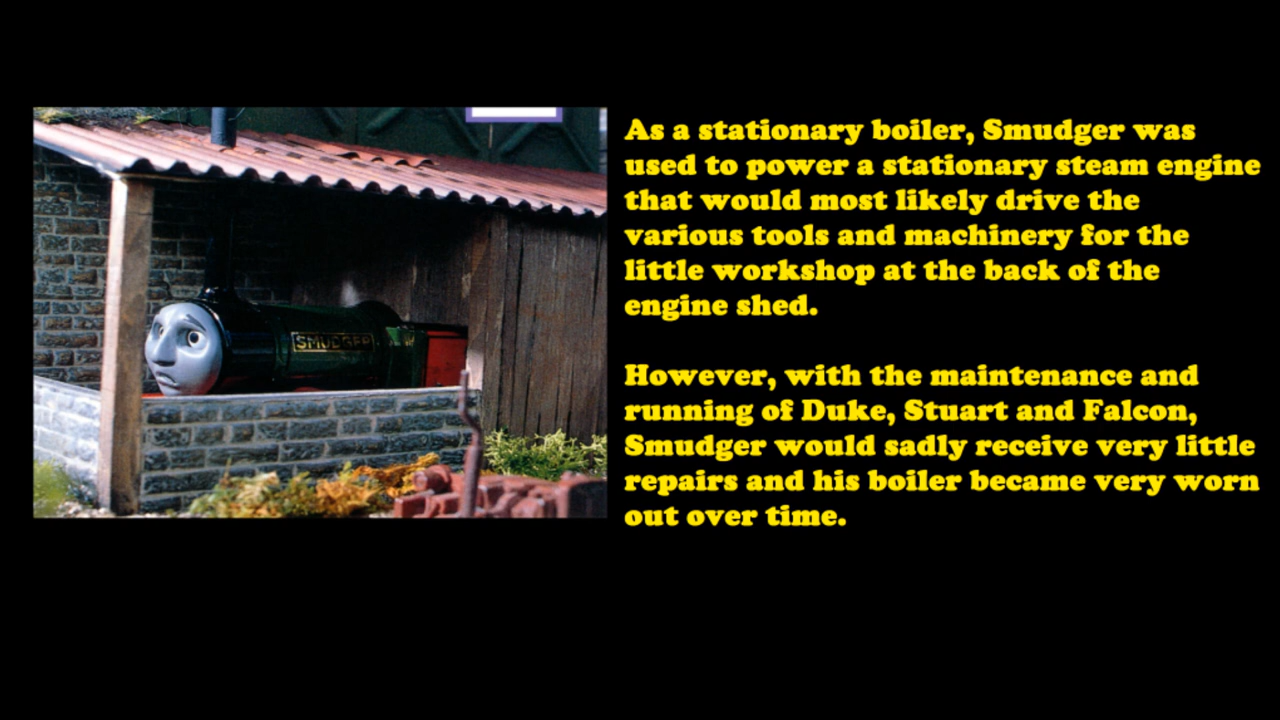 As a stationary boiler, Smudger was
used to power a stationary steam engine
that would most likely drive the
various tools and machinery for the
little workshop at the back of the
engine shed.
However, with the maintenance and
running of Duke, Stuart and Falcon,
Smudger would sadly receive very little
repairs and his boiler became very worn
out over time.
SMUDGER